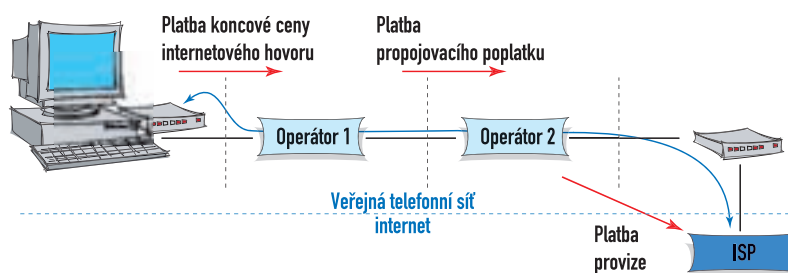 Platba koncové ceny
internetového hovoru
Platba
propojovacího poplatku
Operátor 1
Operátor 2
Veřejná telefonní síť
internet
Platba
provize
ISP